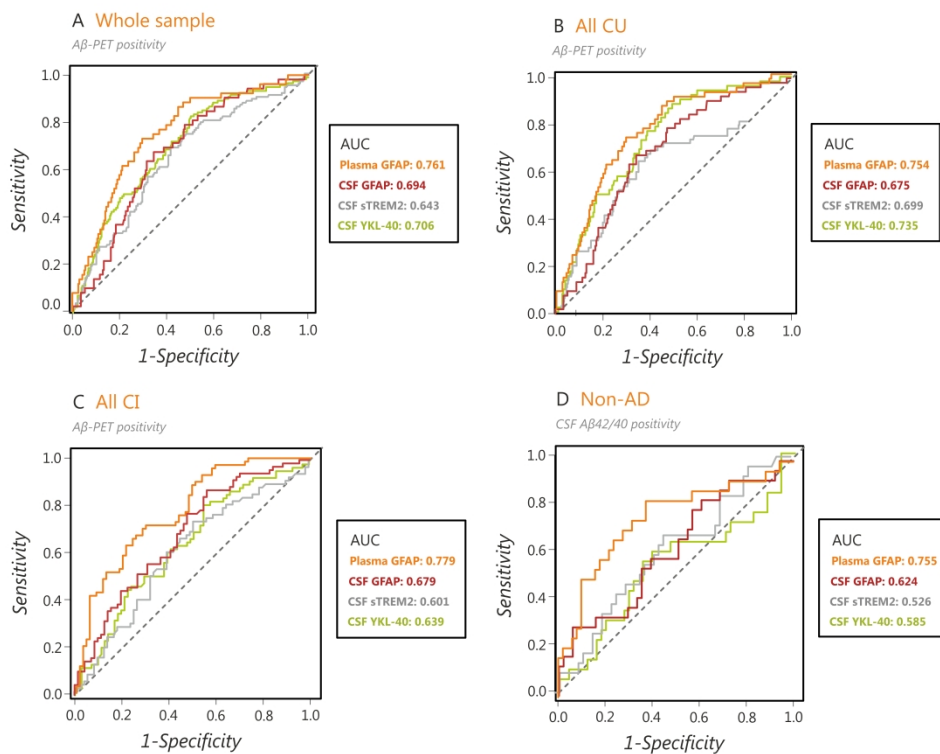 A Whole sample
Aβ-PET positivity
1.0
0.8
0.6
0.4
0.2
0.0
Sensitivity
0.0 0.2 0.4 0.6 0.8 1.0
1-Specificity
AUC
Plasma GFAP: 0.761
CSF GFAP: 0.694
CSF sTREM2: 0.643
CSF YKL-40: 0.706
B All CU
Aβ-PET positivity
1.0
0.8
0.6
0.4
0.2
0.0
Sensitivity
0.0 0.2 0.4 0.6 0.8 1.0
1-Specificity
AUC
Plasma GFAP: 0.754
CSF GFAP: 0.675
CSF sTREM2: 0.699
CSF YKL-40: 0.735
C All CI
Aβ-PET positivity
1.0
0.8
0.6
0.4
0.2
0.0
Sensitivity
0.0 0.2 0.4 0.6 0.8 1.0
1-Specificity
AUC
Plasma GFAP: 0.779
CSF GFAP: 0.679
CSF sTREM2: 0.601
CSF YKL-40: 0.639
D Non-AD
CSF Aβ42/40 positivity
1.0
0.8
0.6
0.4
0.2
0.0
Sensitivity
0.0 0.2 0.4 0.6 0.8 1.0
1-Specificity
AUC
Plasma GFAP: 0.755
CSF GFAP: 0.624
CSF sTREM2: 0.526
CSF YKL-40: 0.585